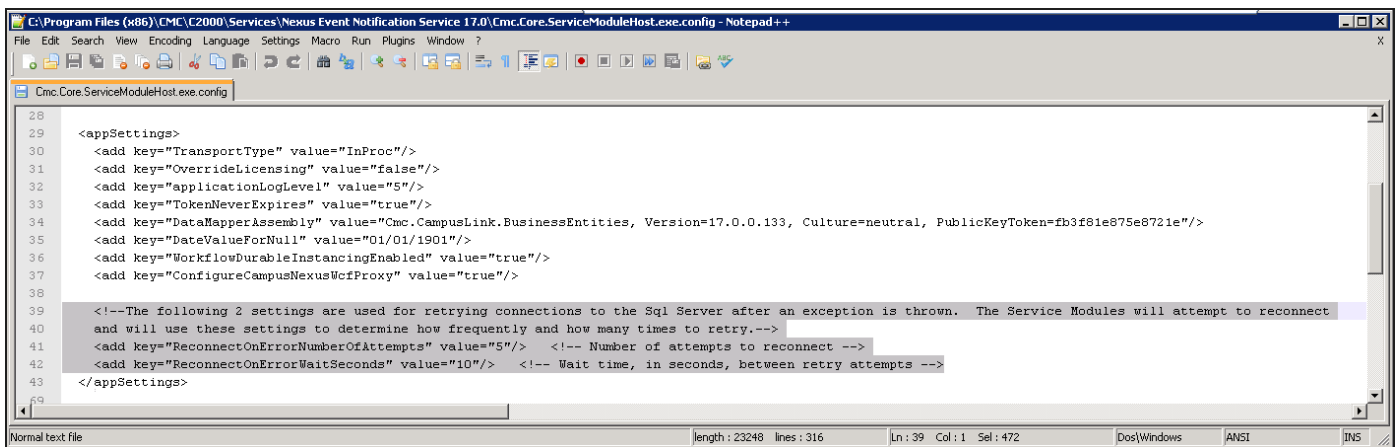 C:\Program Files (x86)\CMC\C2000\Services\Nexus Event Notification Service 17.0\Cmc.Core.ServiceModuleHost.exe.config - Notepad++
File Edit Search View Encoding Language Settings Macro Run Plugins Window ? X
Cmc.Core.ServiceModuleHost.exe.config
28
29 <appSettings>
30 <add key="TransportType" value="InProc"/>
31 <add key="OverrideLicensing" value="false"/>
32 <add key="applicationLogLevel" value="5"/>
33 <add key="TokenNeverExpires" value="true"/>
34 <add key="DataMapperAssembly" value="Cmc.CampusLink.BusinessEntities, Version=17.0.0.133, Culture=neutral, PublicKeyToken=fb3f81e875e8721e"/>
35 <add key="DateValueForNull" value="01/01/1901"/>
36 <add key="WorkflowDurableInstancingEnabled" value="true"/>
37 <add key="ConfigureCampusNexusWcfProxy" value="true"/>
38
39 <!--The following 2 settings are used for retrying connections to the Sql Server after an exception is thrown.  The Service Modules will attempt to reconnect
40 and will use these settings to determine how frequently and how many times to retry.-->
41 <add key="ReconnectOnErrorNumberOfAttempts" value="5"/>   <!-- Number of attempts to reconnect -->
42 <add key="ReconnectOnErrorWaitSeconds" value="10"/>   <!-- Wait time, in seconds, between retry attempts -->
43 </appSettings>
69
Normal text file length : 23248 lines : 316 Ln : 39 Col : 1 Sel : 472 Dos\Windows ANSI INS